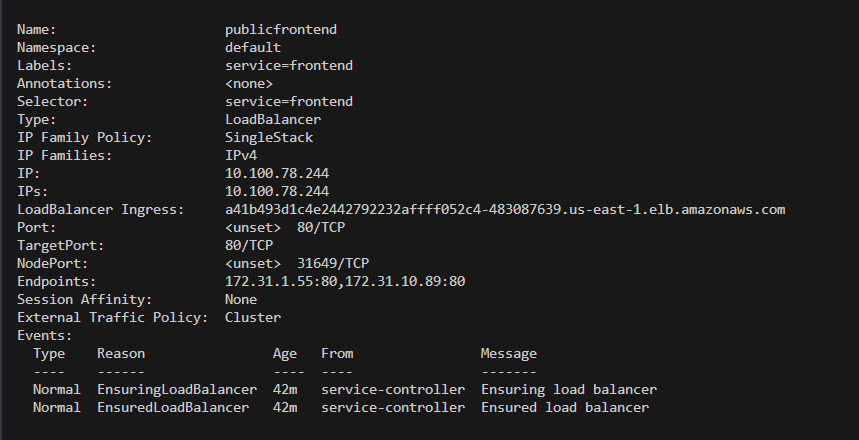 Name:                     publicfrontend
Namespace:                default
Labels:                   service=frontend
Annotations:              <none>
Selector:                 service=frontend
Type:                     LoadBalancer
IP Family Policy:         SingleStack
IP Families:              IPv4
IP:                       10.100.78.244
IPs:                      10.100.78.244
LoadBalancer Ingress:     a41b493d1c4e2442792232affff052c4-483087639.us-east-1.elb.amazonaws.com
Port:                     <unset>  80/TCP
TargetPort:               80/TCP
NodePort:                 <unset>  31649/TCP
Endpoints:                172.31.1.55:80,172.31.10.89:80
Session Affinity:         None
External Traffic Policy:  Cluster
Events:
  Type    Reason                Age   From                Message
  ----    ------                ----  ----                -------
  Normal  EnsuringLoadBalancer  42m   service-controller  Ensuring load balancer
  Normal  EnsuredLoadBalancer   42m   service-controller  Ensured load balancer